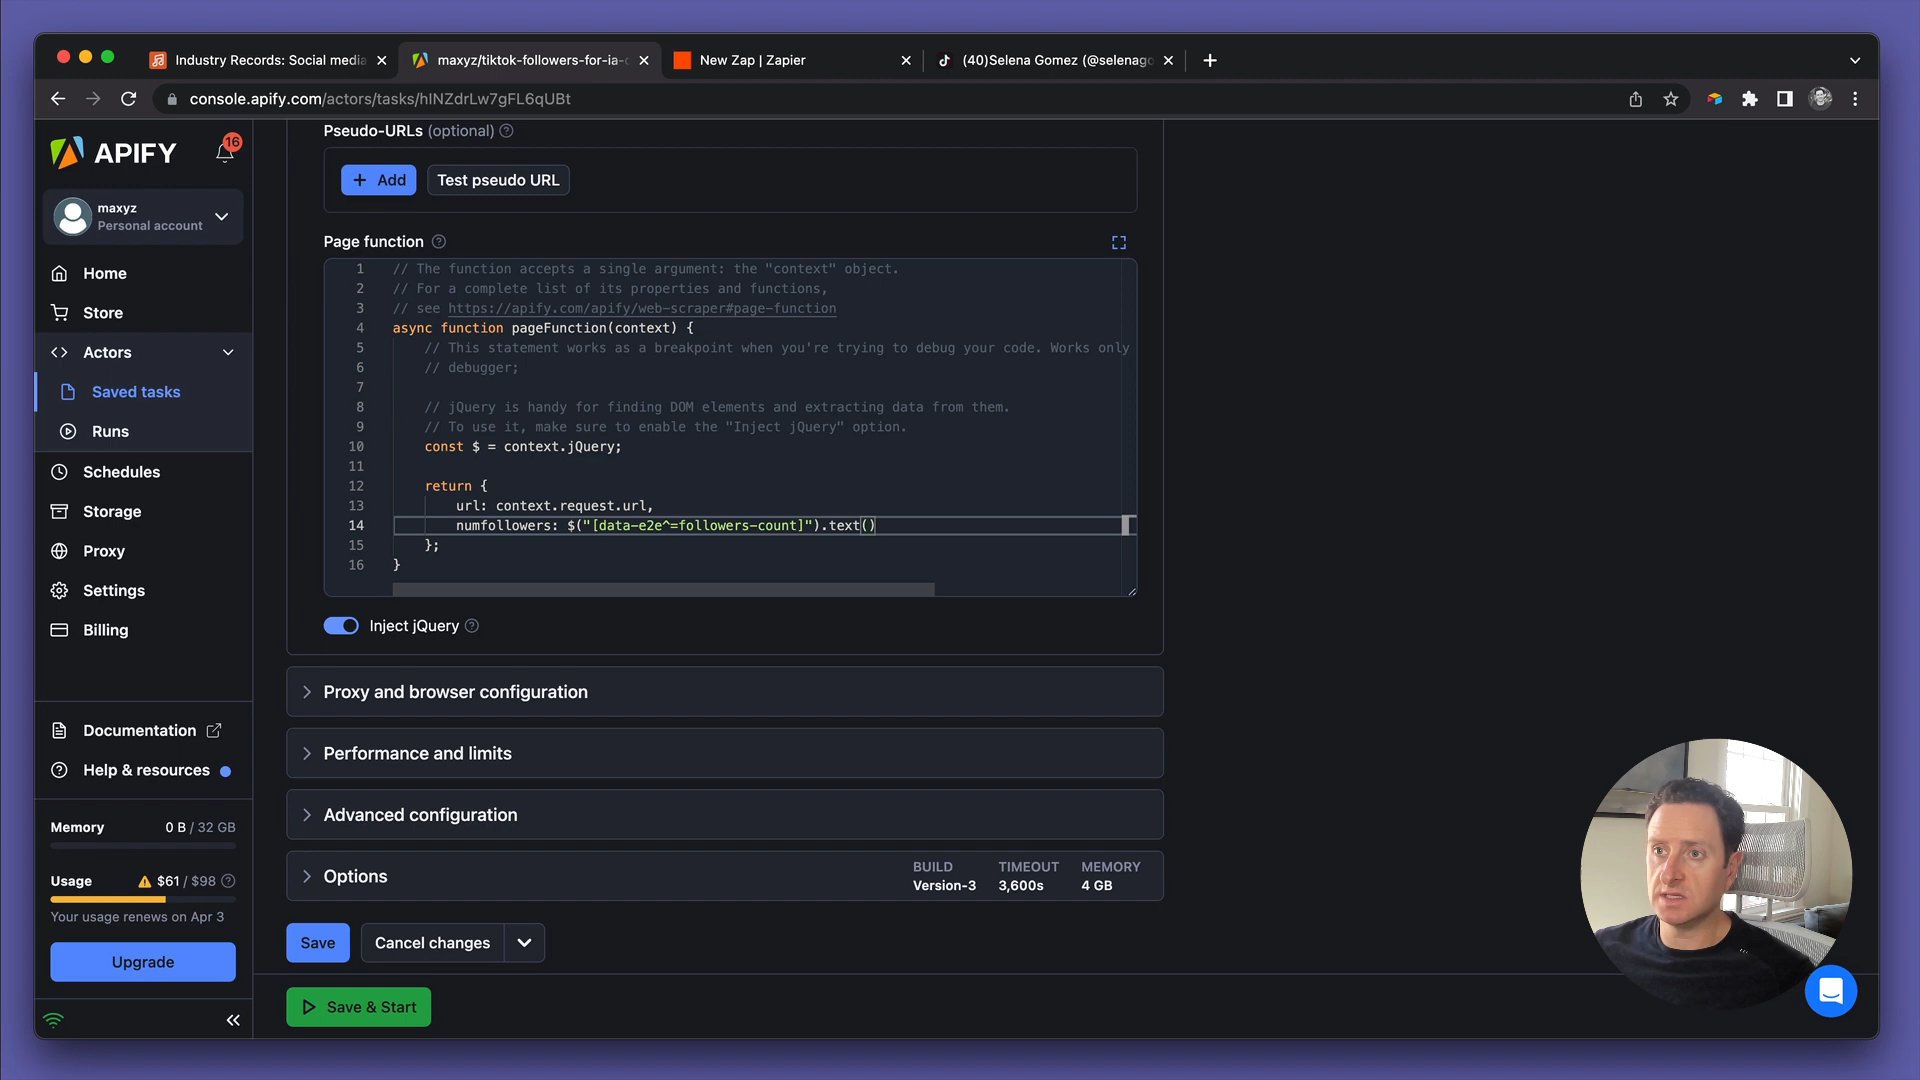 Industry Records: Social media
maxyz/tiktok-followers-for-ia-
New Zap | Zapier
(40)Selena Gomez (@selenago
console.apify.com/actors/tasks/hINZdrLw7gFL6qUBt
APIFY
16
maxyz
Personal account
Home
Store
Actors
Saved tasks
Runs
Schedules
Storage
Proxy
Settings
Billing
Documentation
Help & resources
Memory 0 B / 32 GB
Usage $61 / $98
Your usage renews on Apr 3
Upgrade
Pseudo-URLs (optional)
+ Add
Test pseudo URL
Page function
1 // The function accepts a single argument: the "context" object.
2 // For a complete list of its properties and functions,
3 // see https://apify.com/apify/web-scraper#page-function
4 async function pageFunction(context) {
5 // This statement works as a breakpoint when you're trying to debug your code. Works only
6 // debugger;
7
8 // jQuery is handy for finding DOM elements and extracting data from them.
9 // To use it, make sure to enable the "Inject jQuery" option.
10 const $ = context.jQuery;
11
12 return {
13 url: context.request.url,
14 numfollowers: $("[data-e2e^=followers-count]").text()
15 };
16 }
Inject jQuery
Proxy and browser configuration
Performance and limits
Advanced configuration
Options
BUILD TIMEOUT MEMORY
Version-3 3,600s 4 GB
Save
Cancel changes
Save & Start